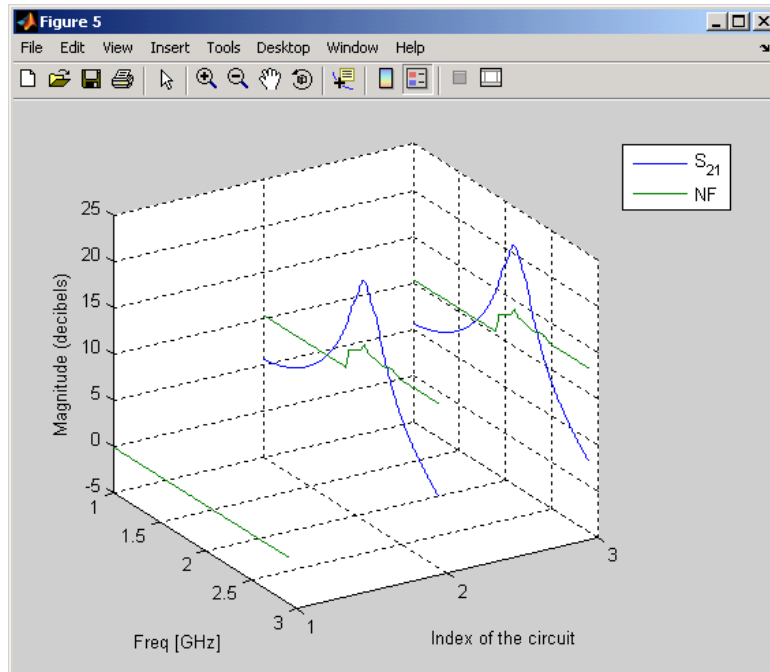 Figure 5
File Edit View Insert Tools Desktop Window Help
S21
NF
25
20
15
10
5
0
-5
Magnitude (decibels)
1
1.5
2
2.5
3
Freq [GHz]
1
2
3
Index of the circuit